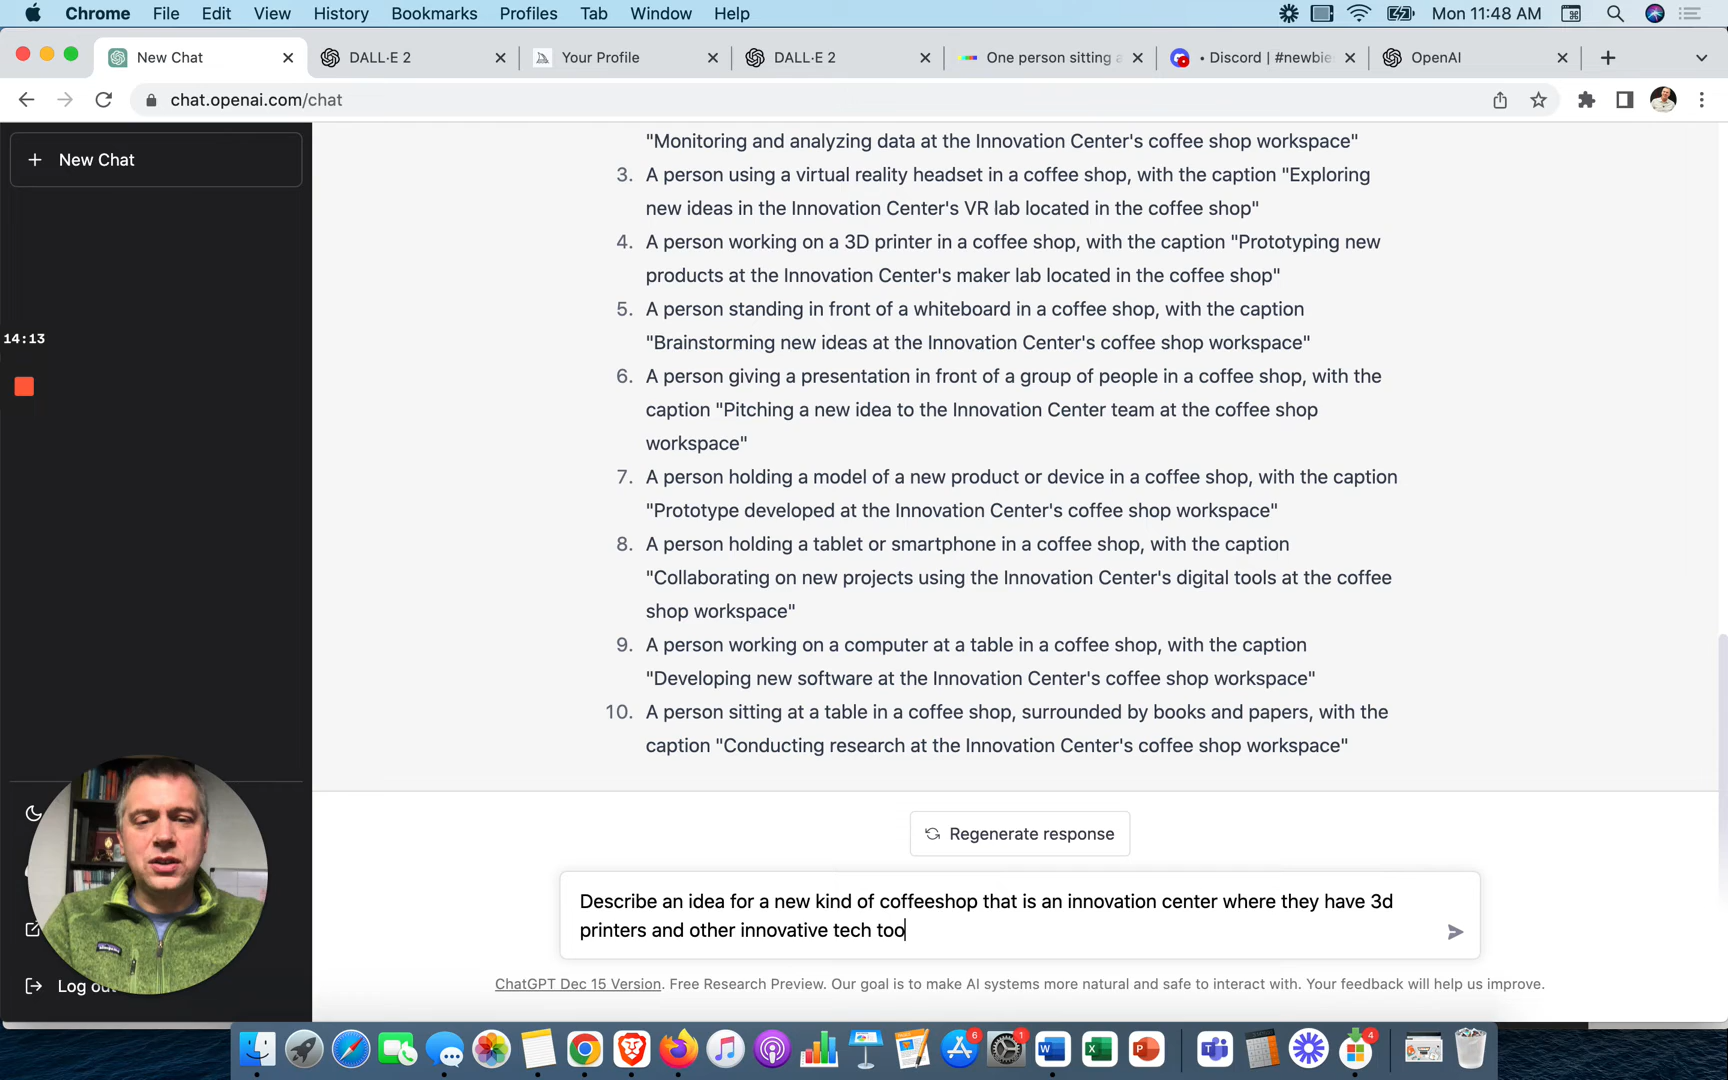 Chrome File Edit View History Bookmarks Profiles Tab Window Help Mon 11:48 AM
New Chat DALL·E 2 Your Profile DALL·E 2 One person sitting a • Discord | #newbie OpenAI
chat.openai.com/chat
+ New Chat
14:13
Log ou
"Monitoring and analyzing data at the Innovation Center's coffee shop workspace"
3. A person using a virtual reality headset in a coffee shop, with the caption "Exploring
new ideas in the Innovation Center's VR lab located in the coffee shop"
4. A person working on a 3D printer in a coffee shop, with the caption "Prototyping new
products at the Innovation Center's maker lab located in the coffee shop"
5. A person standing in front of a whiteboard in a coffee shop, with the caption
"Brainstorming new ideas at the Innovation Center's coffee shop workspace"
6. A person giving a presentation in front of a group of people in a coffee shop, with the
caption "Pitching a new idea to the Innovation Center team at the coffee shop
workspace"
7. A person holding a model of a new product or device in a coffee shop, with the caption
"Prototype developed at the Innovation Center's coffee shop workspace"
8. A person holding a tablet or smartphone in a coffee shop, with the caption
"Collaborating on new projects using the Innovation Center's digital tools at the coffee
shop workspace"
9. A person working on a computer at a table in a coffee shop, with the caption
"Developing new software at the Innovation Center's coffee shop workspace"
10. A person sitting at a table in a coffee shop, surrounded by books and papers, with the
caption "Conducting research at the Innovation Center's coffee shop workspace"
Regenerate response
Describe an idea for a new kind of coffeeshop that is an innovation center where they have 3d
printers and other innovative tech too
ChatGPT Dec 15 Version. Free Research Preview. Our goal is to make AI systems more natural and safe to interact with. Your feedback will help us improve.
6 1 4